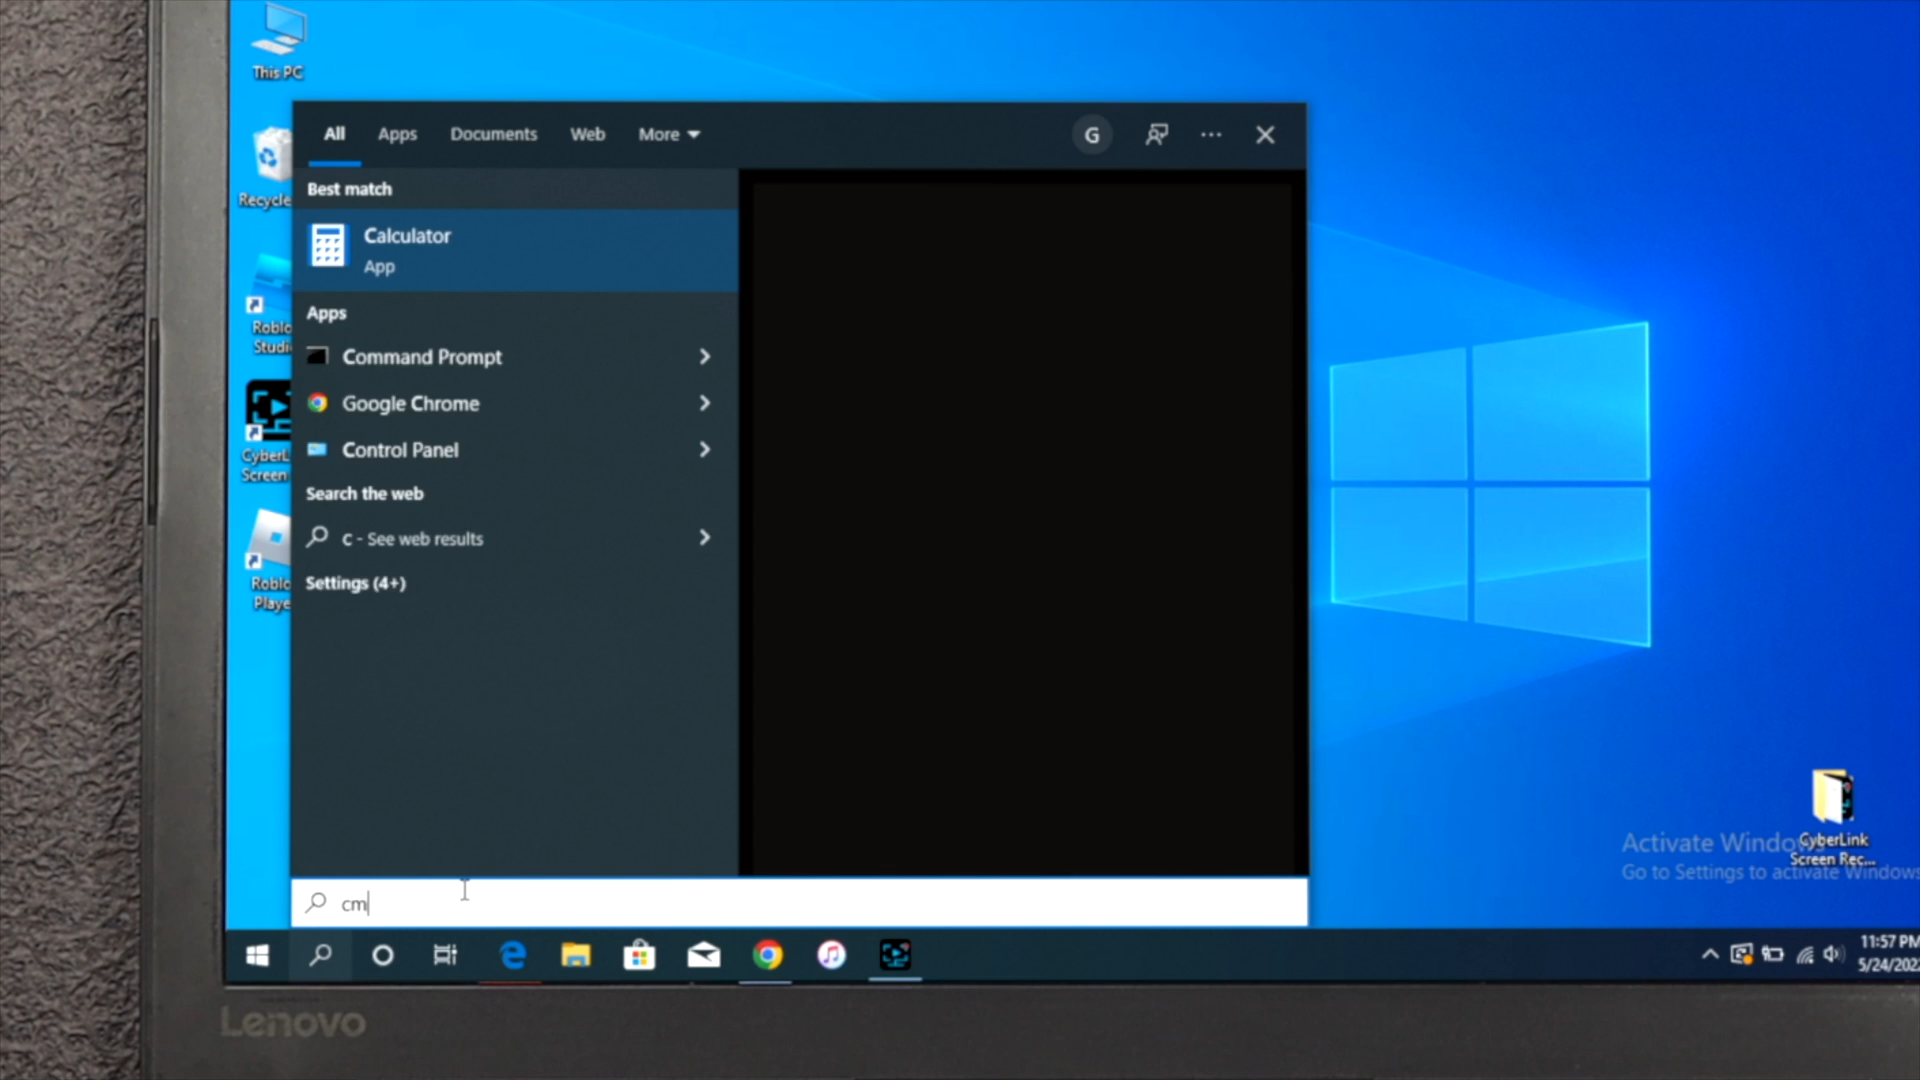 This PC
All
Apps
Documents
Web
More
G
Best match
Recycle
Calculator
App
Apps
Roblo
Studi
Command Prompt
Google Chrome
Control Panel
CyberL
Screen
Search the web
c - See web results
Settings (4+)
Roblo
Playe
CyberLink
Screen Rec...
Activate Windows
Go to Settings to activate Windows
cm
11:57 PM
5/24/202
Lenovo